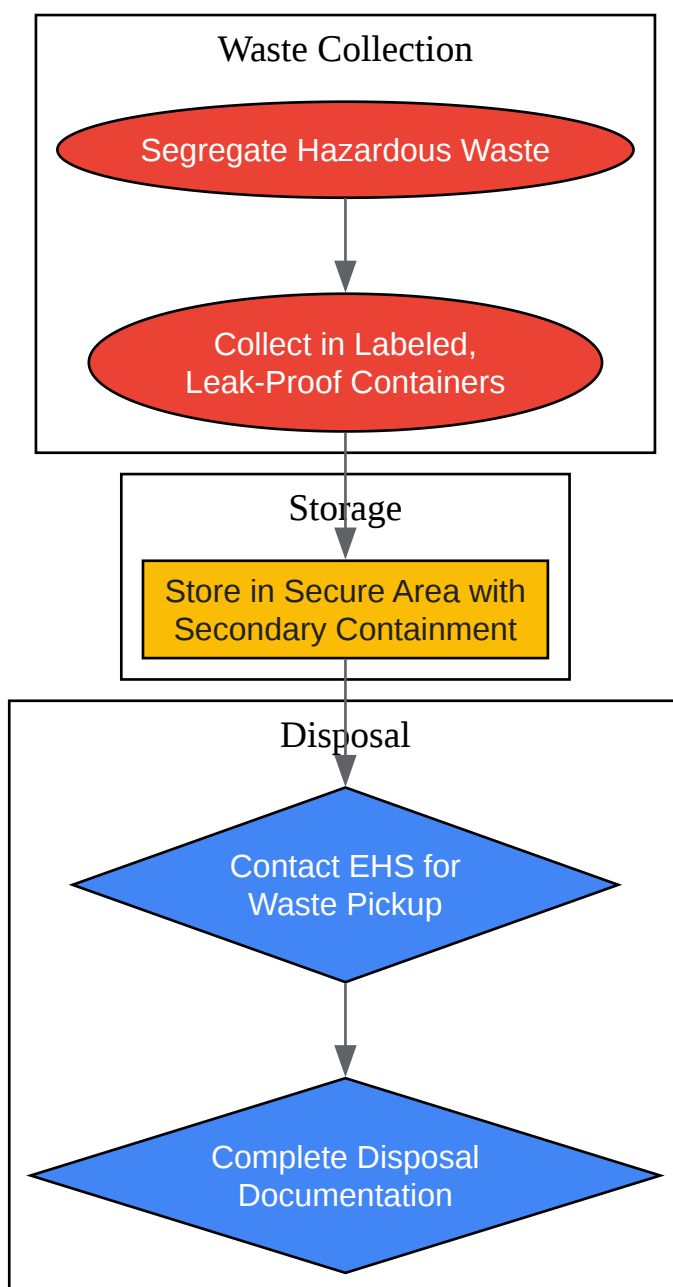 Waste Collection
Segregate Hazardous Waste
Collect in Labeled,
Leak-Proof Containers
Storage
Store in Secure Area with
Secondary Containment
Disposal
Contact EHS for
Waste Pickup
Complete Disposal
Documentation